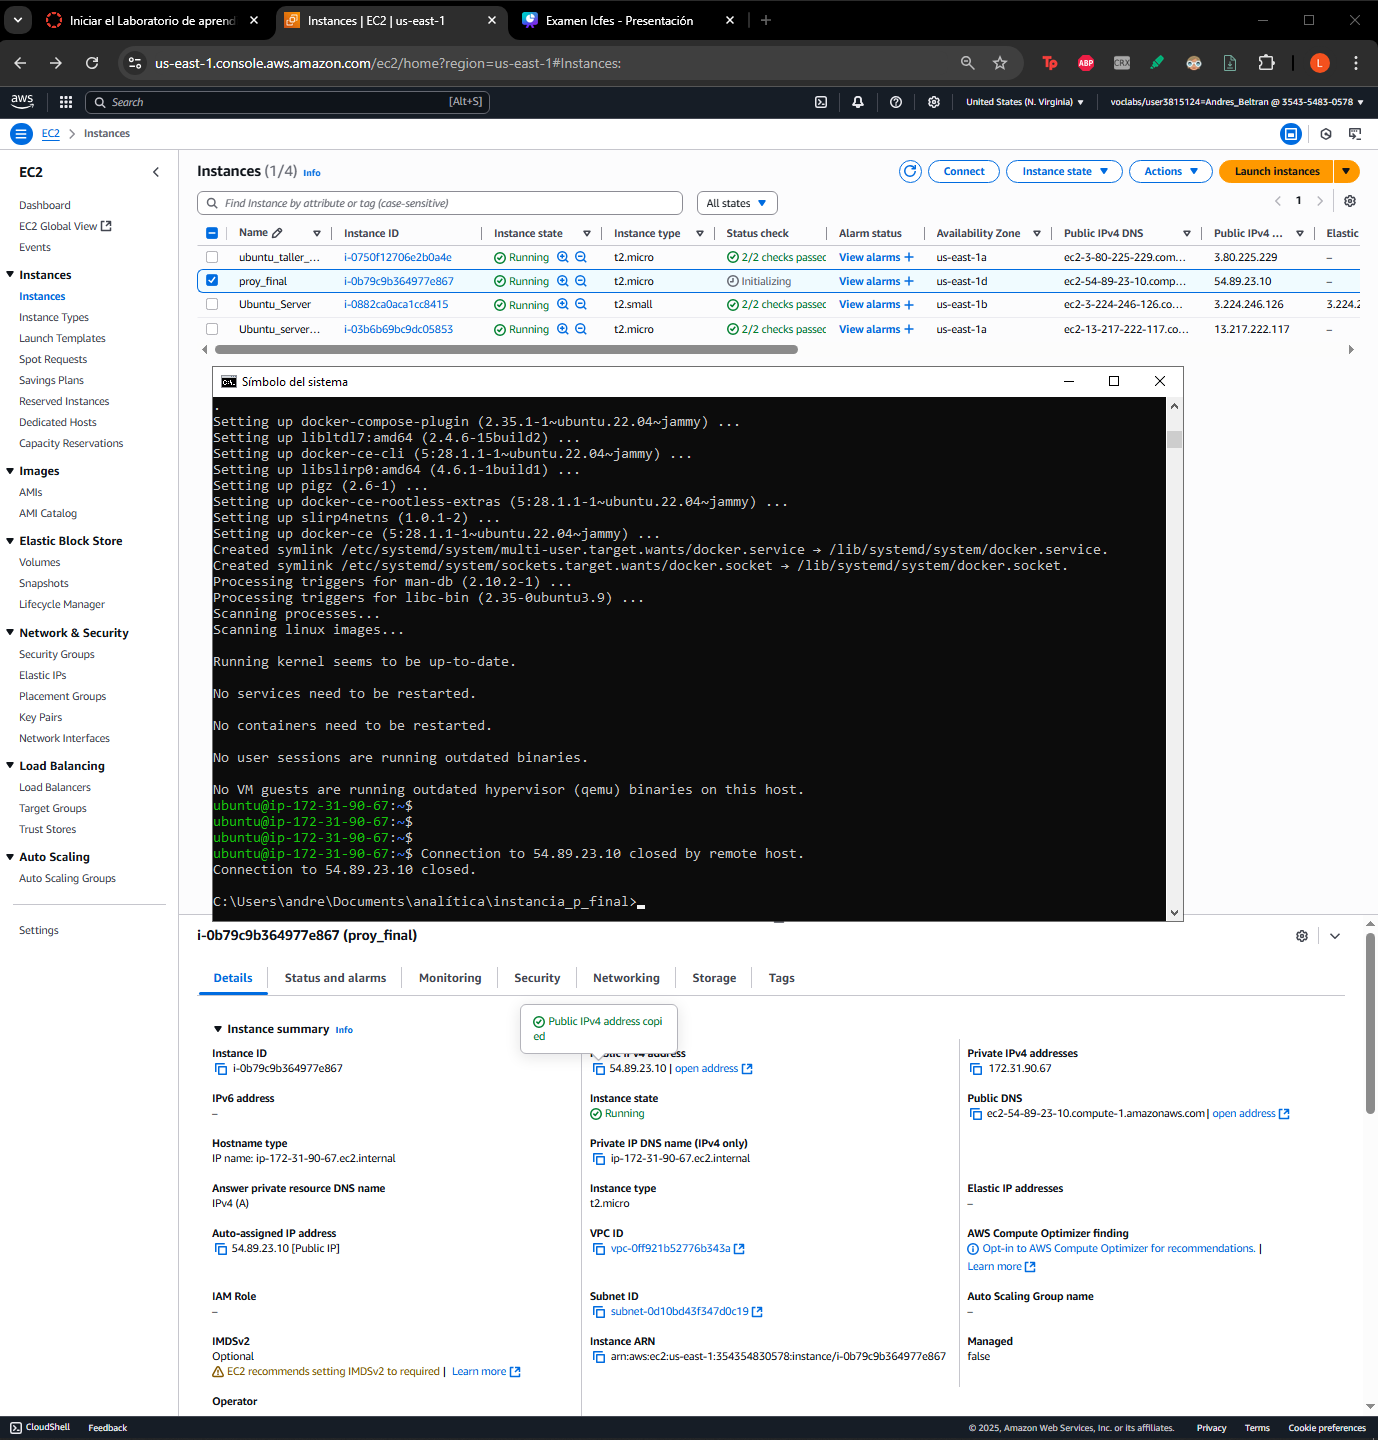 Iniciar el Laboratorio de aprend
Instances | EC2 | us-east-1
Examen Icfes - Presentación
us-east-1.console.aws.amazon.com/ec2/home?region=us-east-1#Instances:
aws
Search [Alt+S]
United States (N. Virginia)
voclabs/user3815124=Andres_Beltran @ 3543-5483-0578
EC2 > Instances
EC2
Dashboard
EC2 Global View
Events
Instances
Instances
Instance Types
Launch Templates
Spot Requests
Savings Plans
Reserved Instances
Dedicated Hosts
Capacity Reservations
Images
AMIs
AMI Catalog
Elastic Block Store
Volumes
Snapshots
Lifecycle Manager
Network & Security
Security Groups
Elastic IPs
Placement Groups
Key Pairs
Network Interfaces
Load Balancing
Load Balancers
Target Groups
Trust Stores
Auto Scaling
Auto Scaling Groups
Settings
Instances (1/4) Info
Connect
Instance state
Actions
Launch instances
Find Instance by attribute or tag (case-sensitive)
All states
1
Name Instance ID Instance state Instance type Status check Alarm status Availability Zone Public IPv4 DNS Public IPv4 ... Elastic
ubuntu_taller_... i-0750f12706e2b0a4e Running t2.micro 2/2 checks passec View alarms + us-east-1a ec2-3-80-225-229.com... 3.80.225.229 –
proy_final i-0b79c9b364977e867 Running t2.micro Initializing View alarms + us-east-1d ec2-54-89-23-10.comp... 54.89.23.10 –
Ubuntu_Server i-0882ca0aca1cc8415 Running t2.small 2/2 checks passec View alarms + us-east-1b ec2-3-224-246-126.co... 3.224.246.126 3.224.2
Ubuntu_server... i-03b6b69bc9dc05853 Running t2.micro 2/2 checks passec View alarms + us-east-1a ec2-13-217-222-117.co... 13.217.222.117 –
Símbolo del sistema
.
Setting up docker-compose-plugin (2.35.1-1~ubuntu.22.04~jammy) ...
Setting up libltdl7:amd64 (2.4.6-15build2) ...
Setting up docker-ce-cli (5:28.1.1-1~ubuntu.22.04~jammy) ...
Setting up libslirp0:amd64 (4.6.1-1build1) ...
Setting up pigz (2.6-1) ...
Setting up docker-ce-rootless-extras (5:28.1.1-1~ubuntu.22.04~jammy) ...
Setting up slirp4netns (1.0.1-2) ...
Setting up docker-ce (5:28.1.1-1~ubuntu.22.04~jammy) ...
Created symlink /etc/systemd/system/multi-user.target.wants/docker.service → /lib/systemd/system/docker.service.
Created symlink /etc/systemd/system/sockets.target.wants/docker.socket → /lib/systemd/system/docker.socket.
Processing triggers for man-db (2.10.2-1) ...
Processing triggers for libc-bin (2.35-0ubuntu3.9) ...
Scanning processes...
Scanning linux images...
Running kernel seems to be up-to-date.
No services need to be restarted.
No containers need to be restarted.
No user sessions are running outdated binaries.
No VM guests are running outdated hypervisor (qemu) binaries on this host.
ubuntu@ip-172-31-90-67:~$
ubuntu@ip-172-31-90-67:~$
ubuntu@ip-172-31-90-67:~$
ubuntu@ip-172-31-90-67:~$ Connection to 54.89.23.10 closed by remote host.
Connection to 54.89.23.10 closed.
C:\Users\andre\Documents\analítica\instancia_p_final>
i-0b79c9b364977e867 (proy_final)
Details
Status and alarms
Monitoring
Security
Networking
Storage
Tags
Public IPv4 address copi
ed
Instance summary Info
Instance ID
i-0b79c9b364977e867
Public IPv4 address
54.89.23.10 | open address
Private IPv4 addresses
172.31.90.67
IPv6 address
–
Instance state
Running
Public DNS
ec2-54-89-23-10.compute-1.amazonaws.com | open address
Hostname type
IP name: ip-172-31-90-67.ec2.internal
Private IP DNS name (IPv4 only)
ip-172-31-90-67.ec2.internal
Answer private resource DNS name
IPv4 (A)
Instance type
t2.micro
Elastic IP addresses
–
Auto-assigned IP address
54.89.23.10 [Public IP]
VPC ID
vpc-0ff921b52776b343a
AWS Compute Optimizer finding
Opt-in to AWS Compute Optimizer for recommendations. |
Learn more
IAM Role
–
Subnet ID
subnet-0d10bd43f347d0c19
Auto Scaling Group name
–
IMDSv2
Optional
EC2 recommends setting IMDSv2 to required | Learn more
Instance ARN
arn:aws:ec2:us-east-1:354354830578:instance/i-0b79c9b364977e867
Managed
false
Operator
CloudShell
Feedback
© 2025, Amazon Web Services, Inc. or its affiliates.
Privacy
Terms
Cookie preferences